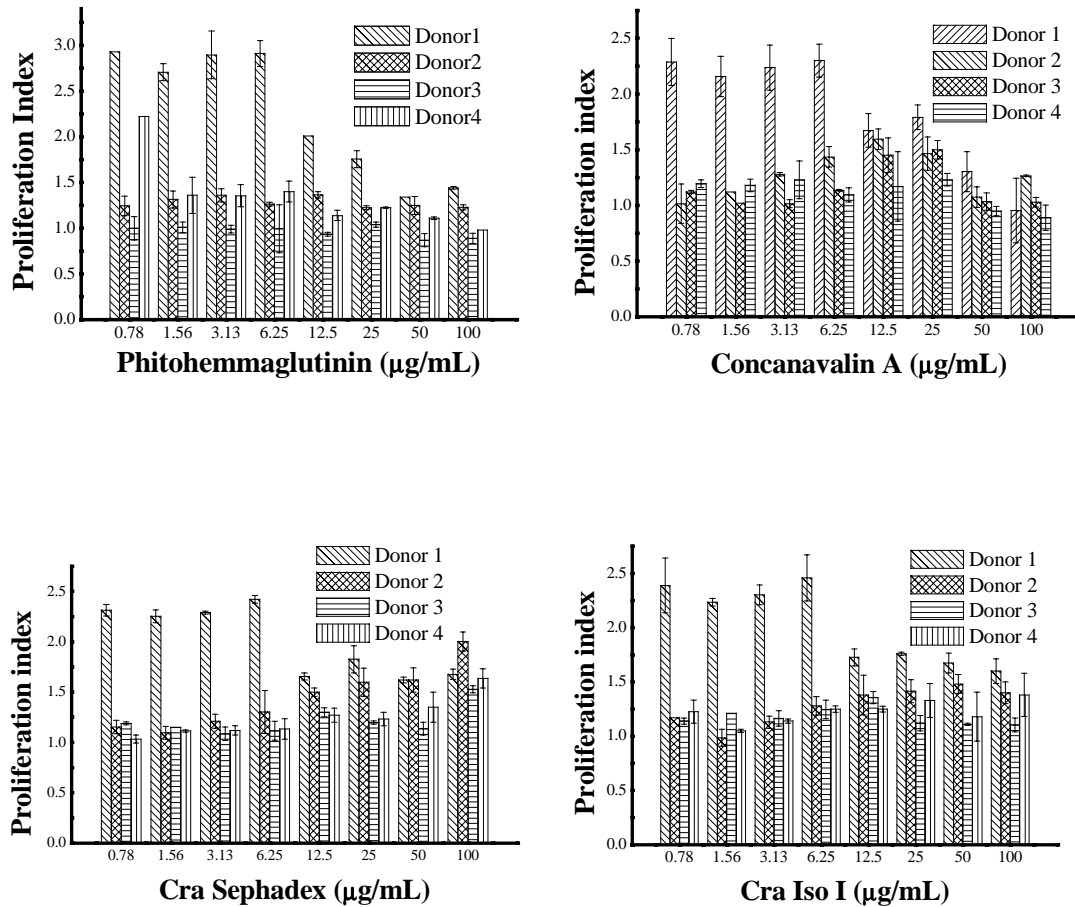 Proliferation Index
3.0
2.5
2.0
1.5
1.0
0.5
0.0
Donor1
Donor2
Donor3
Donor4
0.78 1.56 3.13 6.25 12.5 25 50 100
Phitohemmaglutinin (μg/mL)
Proliferation index
2.5
2.0
1.5
1.0
0.5
0.0
Donor 1
Donor 2
Donor 3
Donor 4
0.78 1.56 3.13 6.25 12.5 25 50 100
Concanavalin A (μg/mL)
Proliferation index
2.5
2.0
1.5
1.0
0.5
0.0
Donor 1
Donor 2
Donor 3
Donor 4
0.78 1.56 3.13 6.25 12.5 25 50 100
Cra Sephadex (μg/mL)
Proliferation index
2.5
2.0
1.5
1.0
0.5
0.0
Donor 1
Donor 2
Donor 3
Donor 4
0.78 1.56 3.13 6.25 12.5 25 50 100
Cra Iso I (μg/mL)